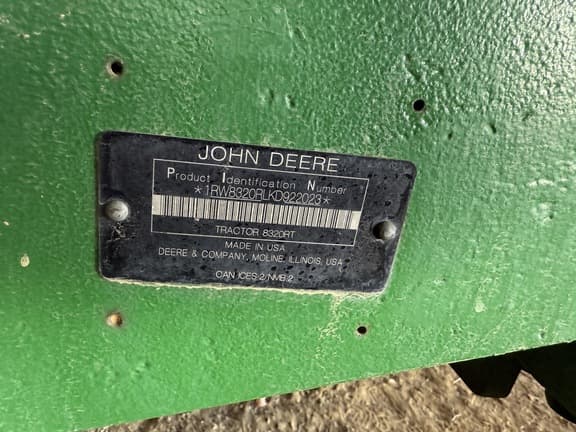 JOHN DEERE
Product Identification Number
*1RW8320RLKD922023*
TRACTOR 8320RT
MADE IN USA
DEERE & COMPANY, MOLINE, ILLINOIS, USA
CAN ICES-2/NMB-2